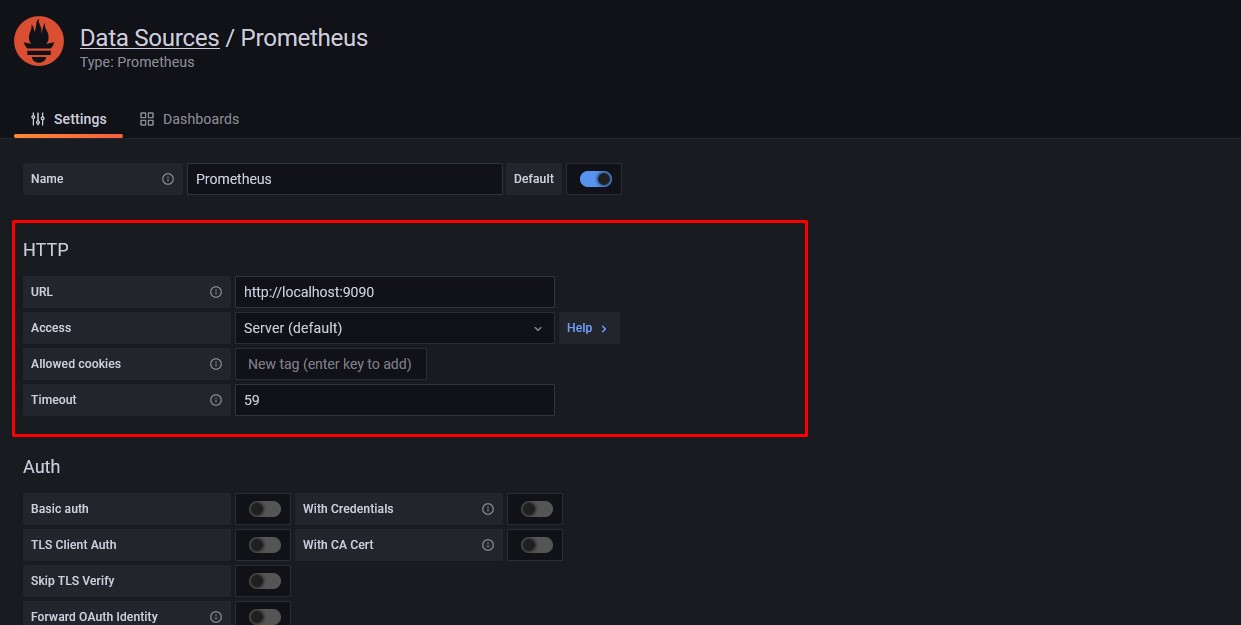 Data Sources / Prometheus
Type: Prometheus
Settings Dashboards
Name Prometheus Default
HTTP
URL http://localhost:9090
Access Server (default) Help
Allowed cookies New tag (enter key to add)
Timeout 59
Auth
Basic auth With Credentials
TLS Client Auth With CA Cert
Skip TLS Verify
Forward OAuth Identity